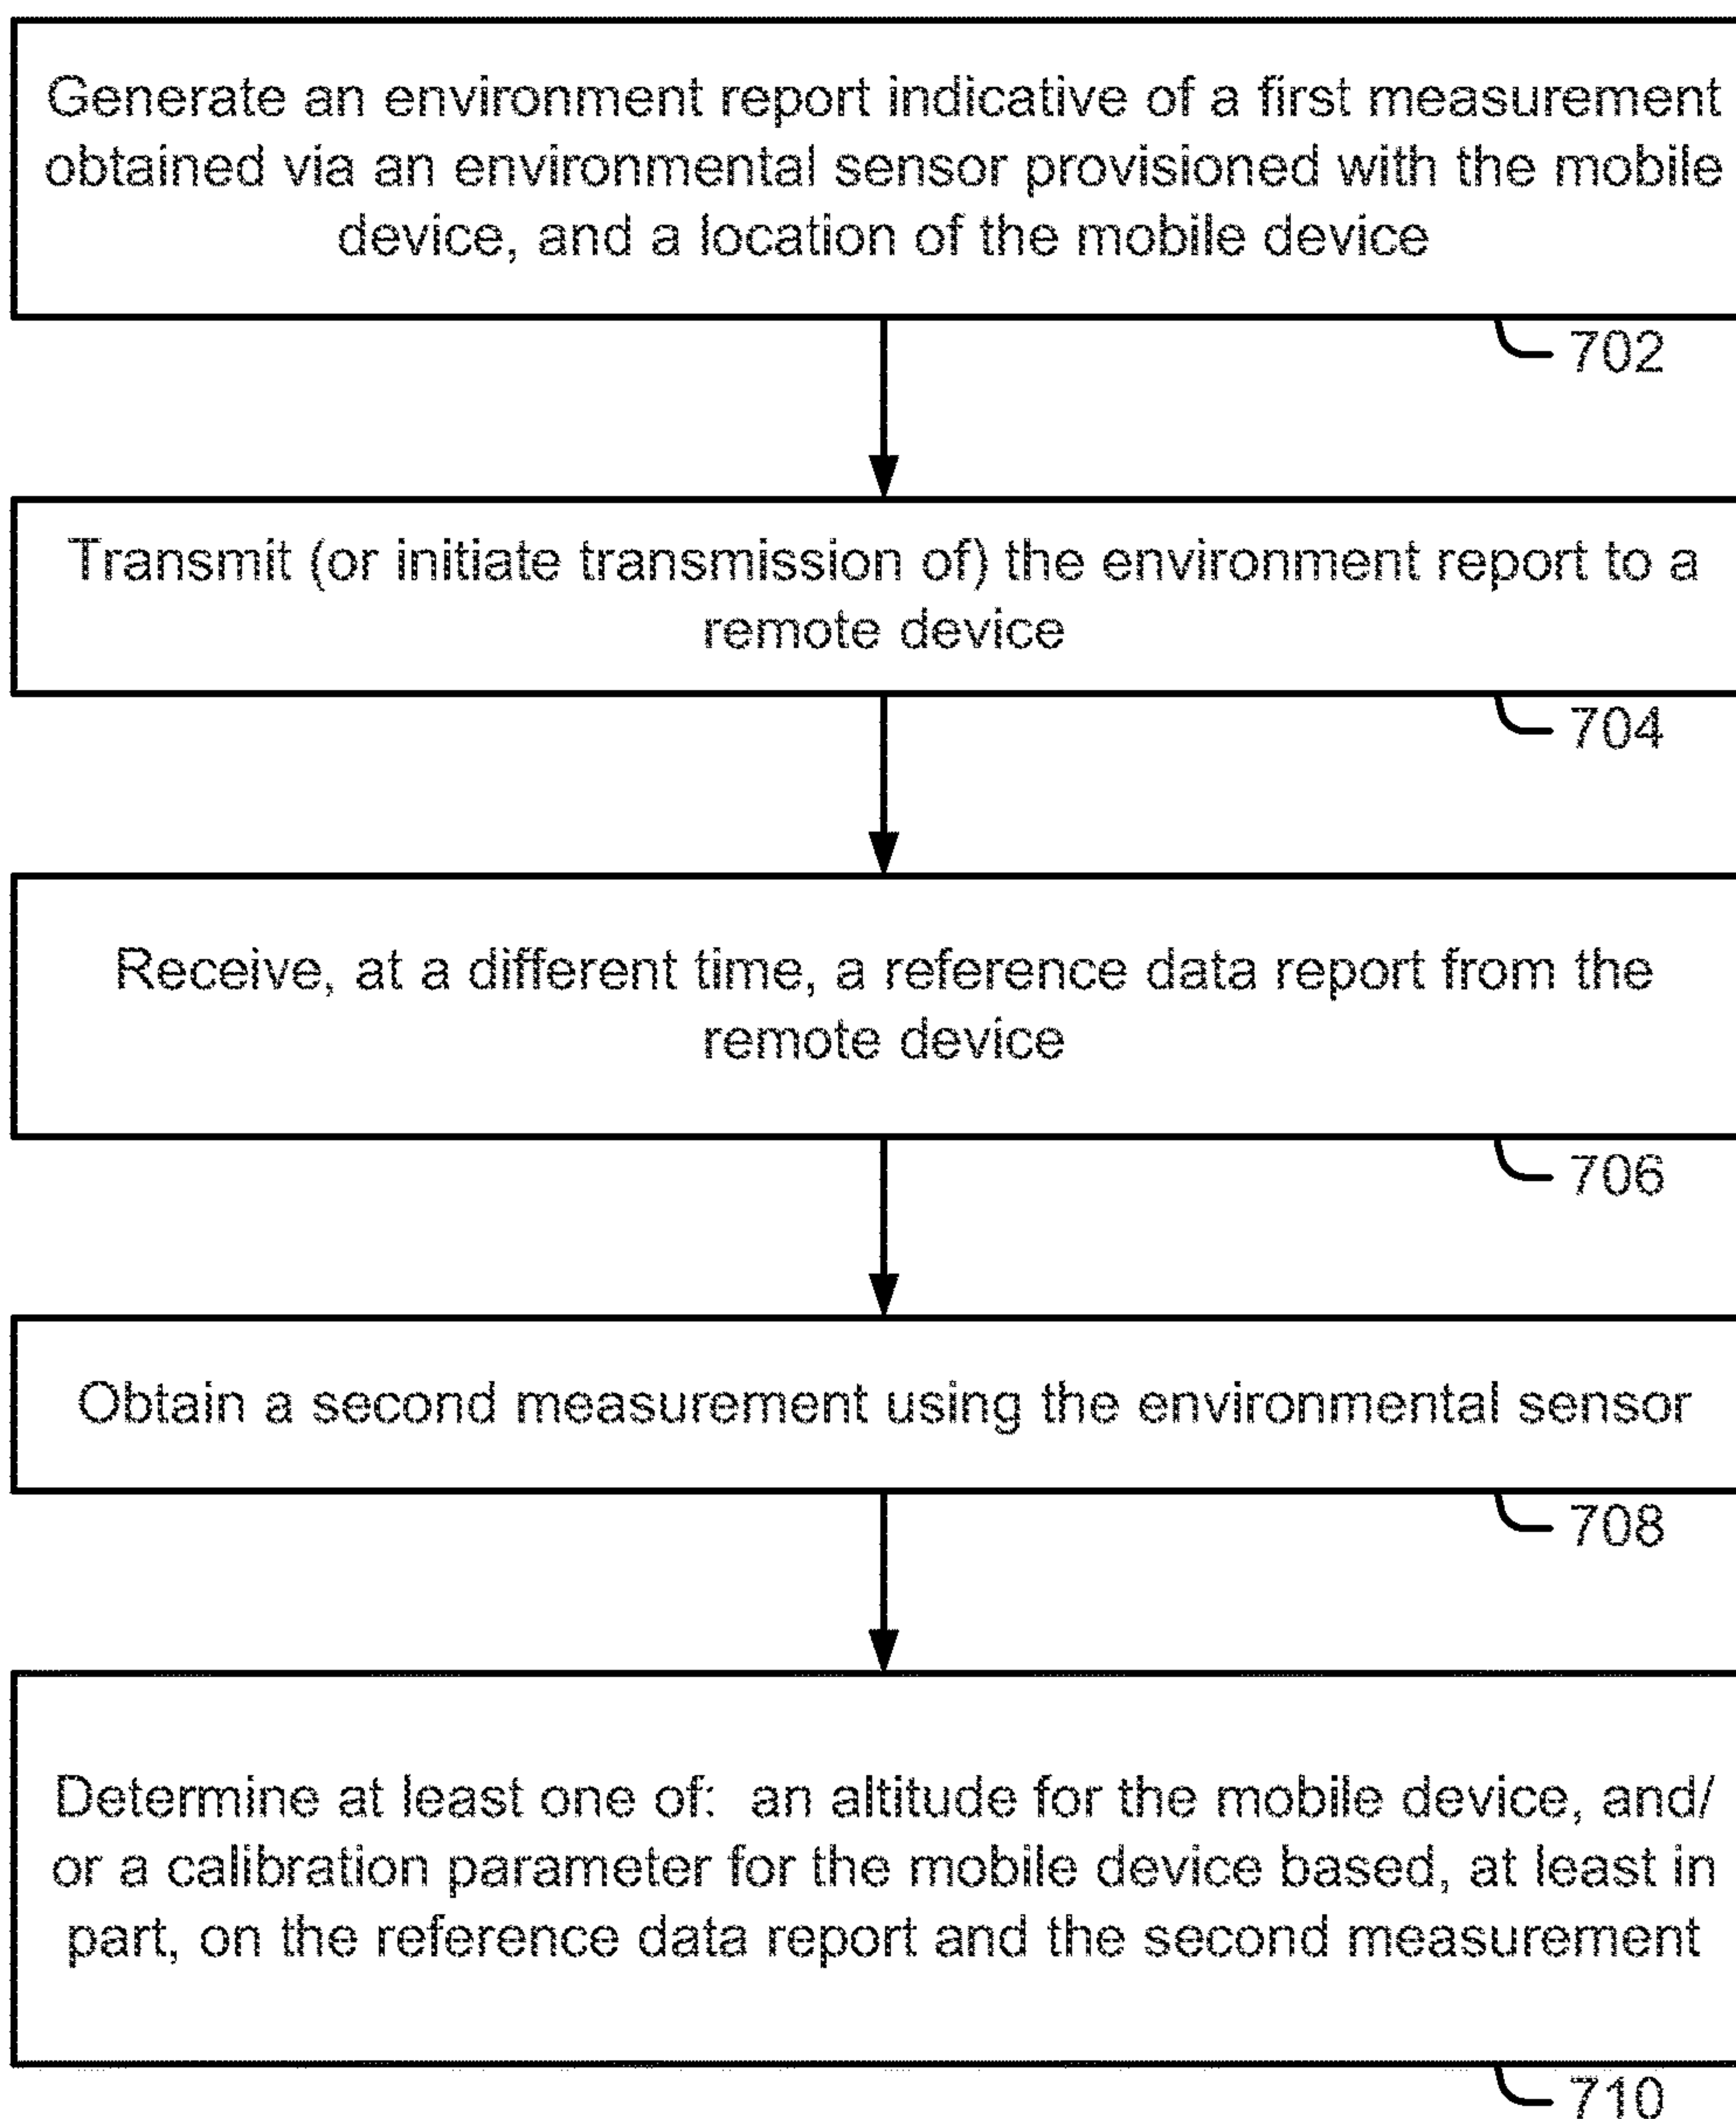 Generate an environment report indicative of a first measurement
obtained via an environmental sensor provisioned with the mobile
device, and a location of the mobile device
702
Transmit (or initiate transmission of) the environment report to a
remote device
704
Receive, at a different time, a reference data report from the
remote device
706
Obtain a second measurement using the environmental sensor
708
Determine at least one of:  an altitude for the mobile device, and/
or a calibration parameter for the mobile device based, at least in
part, on the reference data report and the second measurement
710